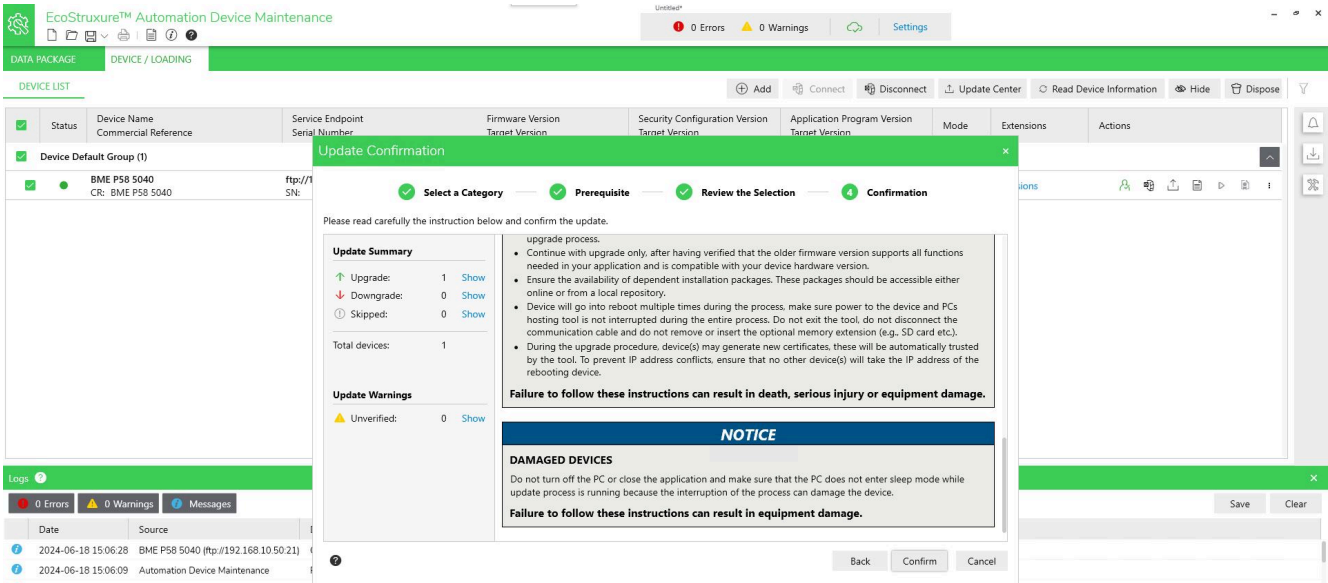 Untitled*
EcoStruxure™ Automation Device Maintenance
0 Errors 0 Warnings Settings
DATA PACKAGE DEVICE / LOADING
DEVICE LIST
Add Connect Disconnect Update Center Read Device Information Hide Dispose
Status Device Name Service Endpoint Firmware Version Security Configuration Version Application Program Version Mode Extensions Actions
Commercial Reference Serial Number Target Version Target Version Target Version
Device Default Group (1)
BME P58 5040 ftp://1
CR: BME P58 5040 SN:
Update Confirmation
Select a Category Prerequisite Review the Selection 4 Confirmation
Please read carefully the instruction below and confirm the update.
Update Summary
Upgrade: 1 Show
Downgrade: 0 Show
Skipped: 0 Show
Total devices: 1
Update Warnings
Unverified: 0 Show
upgrade process.
• Continue with upgrade only, after having verified that the older firmware version supports all functions
needed in your application and is compatible with your device hardware version.
• Ensure the availability of dependent installation packages. These packages should be accessible either
online or from a local repository.
• Device will go into reboot multiple times during the process, make sure power to the device and PCs
hosting tool is not interrupted during the entire process. Do not exit the tool, do not disconnect the
communication cable and do not remove or insert the optional memory extension (e.g., SD card etc.).
• During the upgrade procedure, device(s) may generate new certificates, these will be automatically trusted
by the tool. To prevent IP address conflicts, ensure that no other device(s) will take the IP address of the
rebooting device.
Failure to follow these instructions can result in death, serious injury or equipment damage.
NOTICE
DAMAGED DEVICES
Do not turn off the PC or close the application and make sure that the PC does not enter sleep mode while
update process is running because the interruption of the process can damage the device.
Failure to follow these instructions can result in equipment damage.
Back Confirm Cancel
Logs
0 Errors 0 Warnings Messages Save Clear
Date Source
2024-06-18 15:06:28 BME P58 5040 (ftp://192.168.10.50:21)
2024-06-18 15:06:09 Automation Device Maintenance